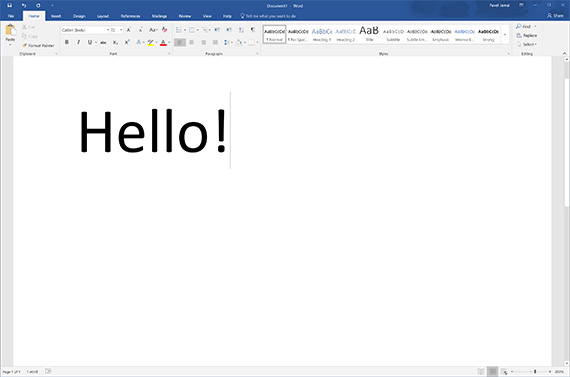 Document1 - Word
Pavel Jamal
File Home Insert Design Layout References Mailings Review View Help Tell me what you want to do Share
Paste
Cut
Copy
Format Painter
Calibri (Body) 72
Clipboard
Font
Paragraph
AaBbCcDc AaBbCcDc AaBbCc AaBbCcC AaB AaBbCcD AaBbCcDc AaBbCcDc AaBbCcDc AaBbCcDc
¶ Normal ¶ No Spac... Heading 1 Heading 2 Title Subtitle Subtle Em... Emphasis Intense E... Strong
Styles
Find
Replace
Select
Editing
Hello!
Page 1 of 1 1 word